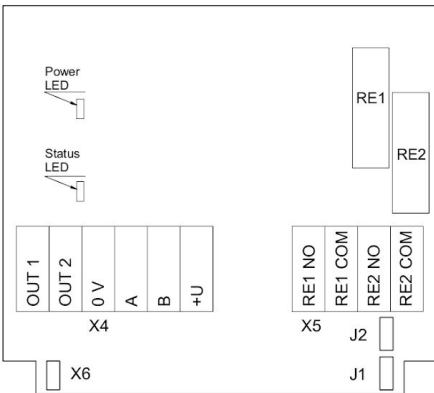 Power
LED
RE1
RE2
Status
LED
OUT 1
OUT 2
0 V
A
B
+U
RE1 NO
RE1 COM
RE2 NO
RE2 COM
X4
X5
J2
X6
J1